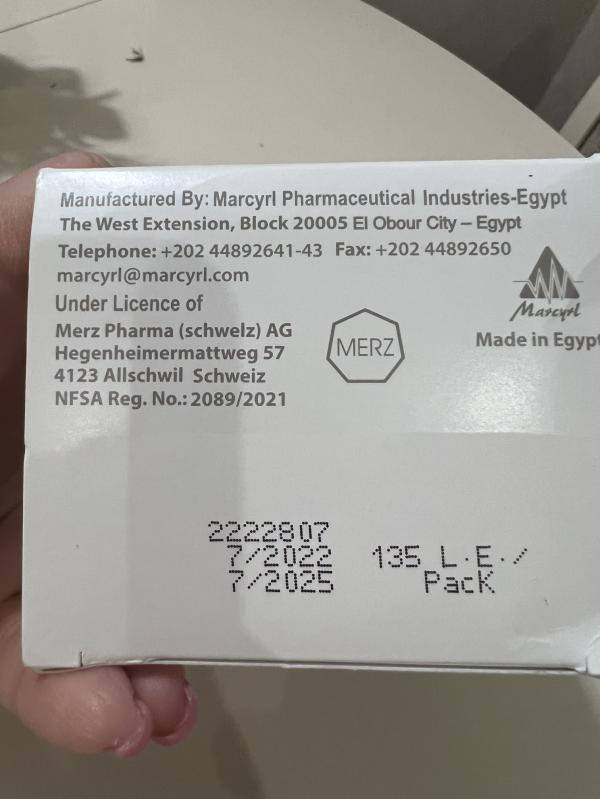 Manufactured By: Marcyrl Pharmaceutical Industries-Egypt
The West Extension, Block 20005 El Obour City – Egypt
Telephone: +202 44892641-43 Fax: +202 44892650
marcyrl@marcyrl.com
Under Licence of
Merz Pharma (schwelz) AG
Hegenheimermattweg 57
4123 Allschwil Schweiz
NFSA Reg. No.: 2089/2021
MERZ
Marcyrl
Made in Egypt
2222807
7/2022
7/2025
135 L.E./
Pack